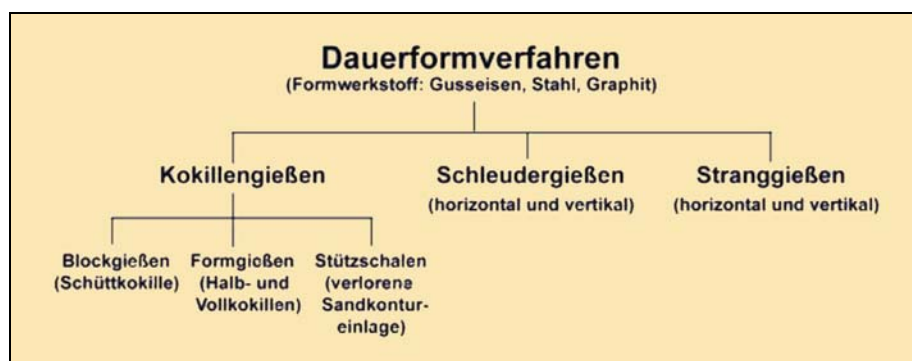 Dauerformverfahren
(Formwerkstoff: Gusseisen, Stahl, Graphit)
Kokillengießen
Schleudergießen
(horizontal und vertikal)
Stranggießen
(horizontal und vertikal)
Blockgießen
(Schüttkokille)
Formgießen
(Halb- und
Vollkokillen)
Stützschalen
(verlorene
Sandkontur-
einlage)